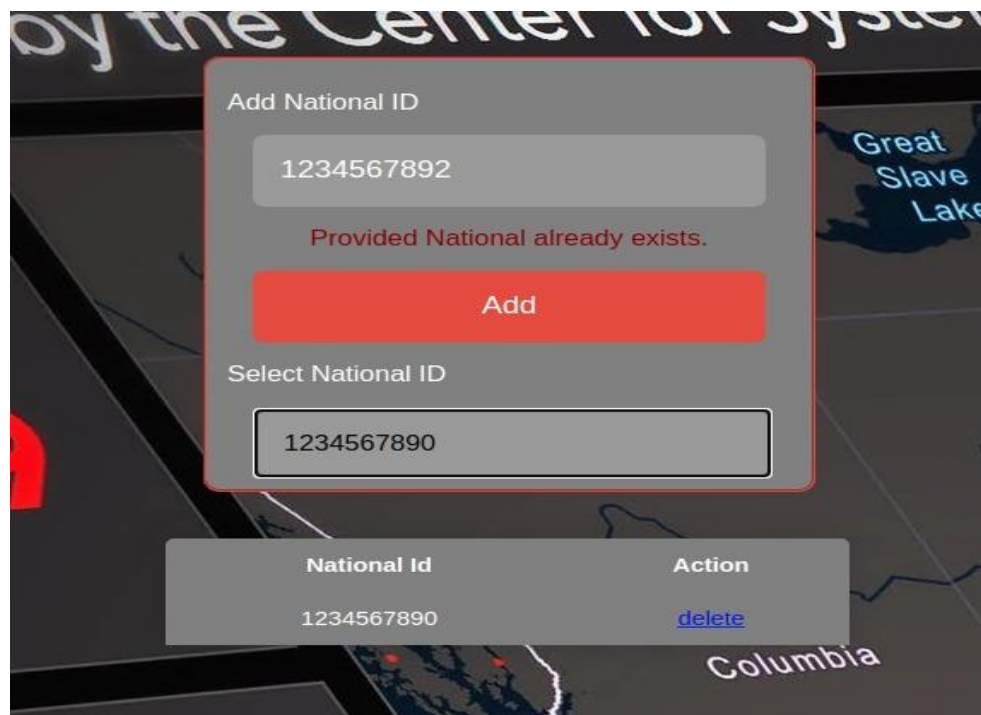 by the Center for System
Add National ID
1234567892
Provided National already exists.
Add
Select National ID
1234567890
National Id Action
1234567890 delete
Great
Slave
Lake
Columbia